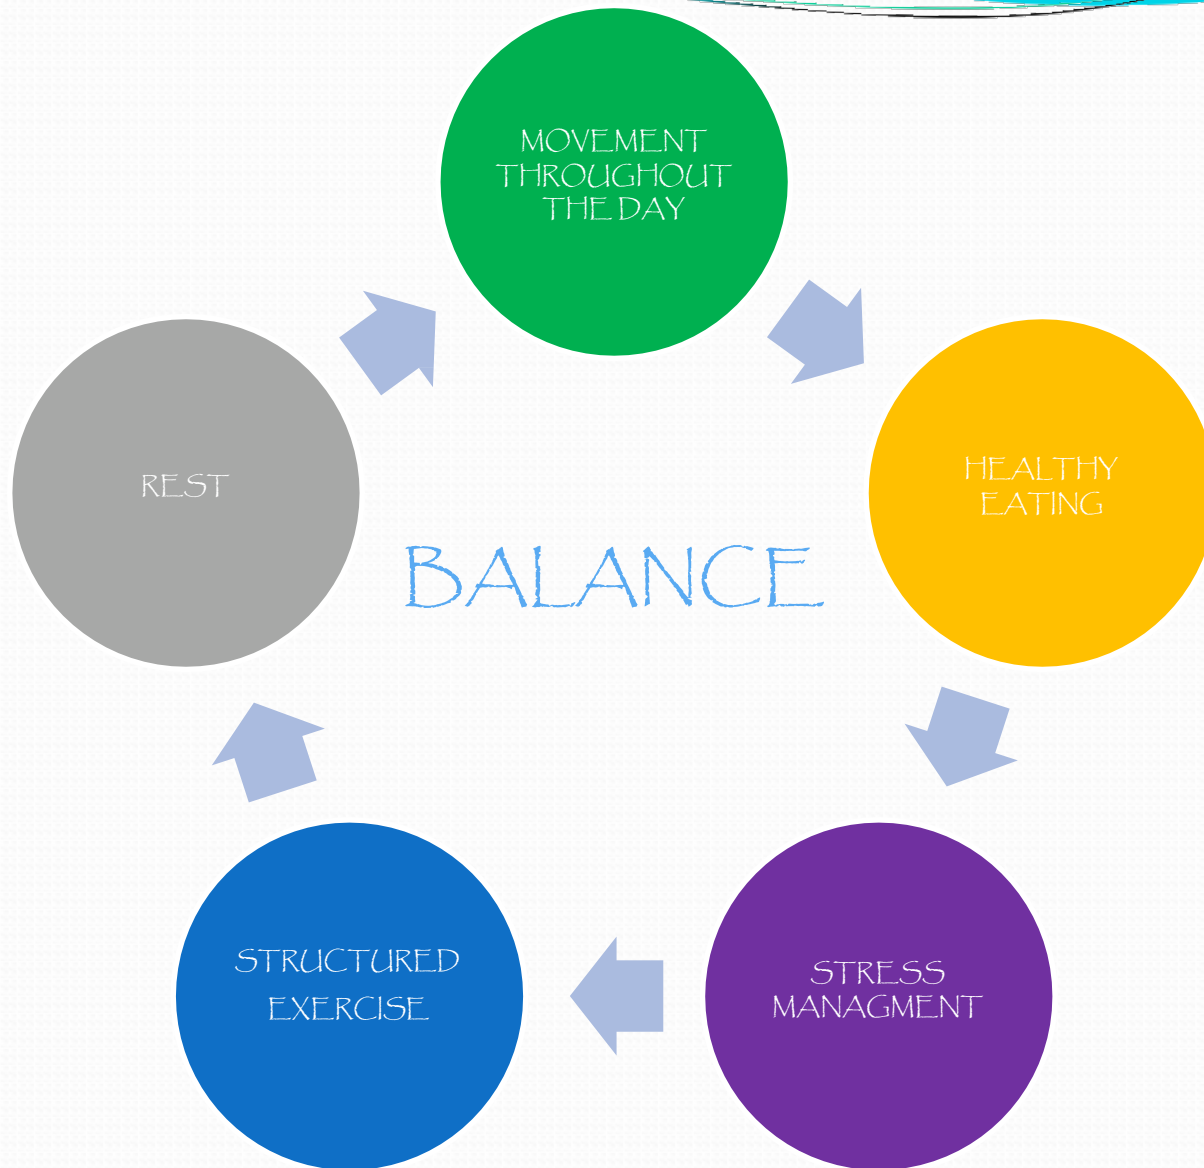 MOVEMENT
THROUGHOUT
THE DAY
HEALTHY
EATING
STRESS
MANAGMENT
STRUCTURED
EXERCISE
REST
BALANCE